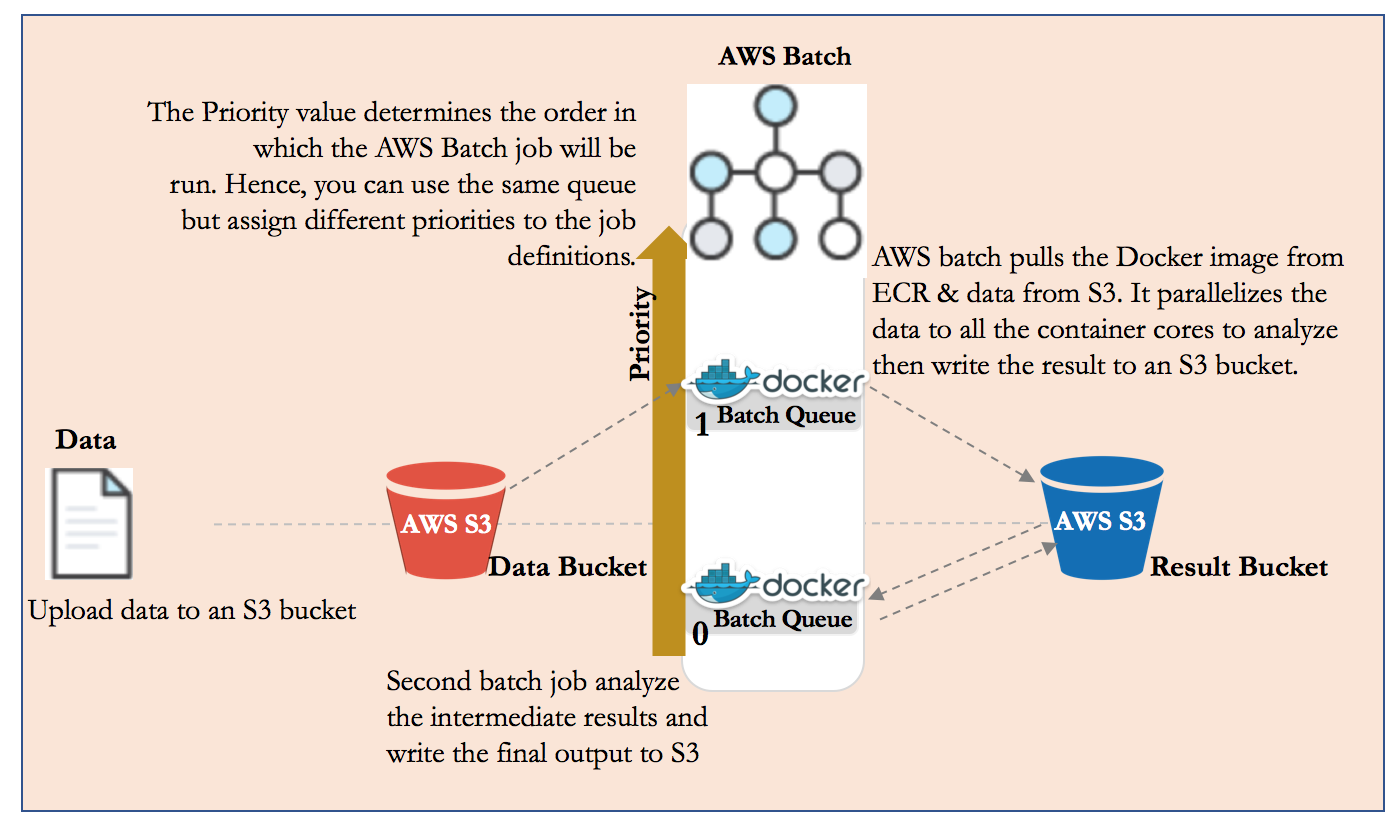 AWS Batch
The Priority value determines the order in
which the AWS Batch job will be
run. Hence, you can use the same queue
but assign different priorities to the job
definitions.
AWS batch pulls the Docker image from
ECR & data from S3. It parallelizes the
data to all the container cores to analyze
then write the result to an S3 bucket.
Priority
docker
1 Batch Queue
Data
AWS S3
Data Bucket
AWS S3
Result Bucket
docker
0 Batch Queue
Upload data to an S3 bucket
Second batch job analyze
the intermediate results and
write the final output to S3